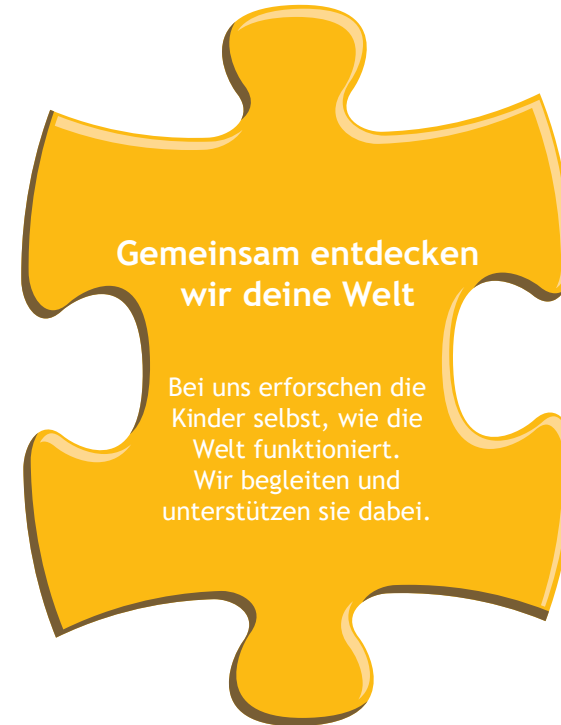 Gemeinsam entdecken
wir deine Welt
Bei uns erforschen die
Kinder selbst, wie die
Welt funktioniert.
Wir begleiten und
unterstützen sie dabei.